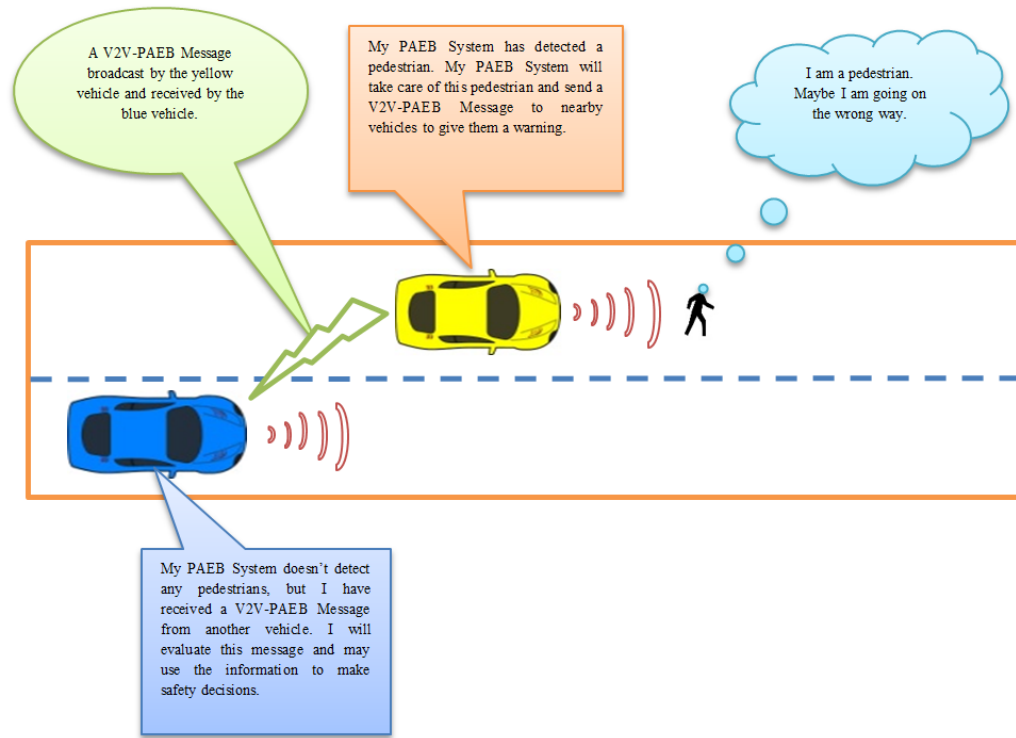 A V2V-PAEB Message
broadcast by the yellow
vehicle and received by the
blue vehicle.
My PAEB System has detected a
pedestrian. My PAEB System will
take care of this pedestrian and send a
V2V-PAEB Message to nearby
vehicles to give them a warning.
I am a pedestrian.
Maybe I am going on
the wrong way.
My PAEB System doesn’t detect
any pedestrians, but I have
received a V2V-PAEB Message
from another vehicle. I will
evaluate this message and may
use the information to make
safety decisions.